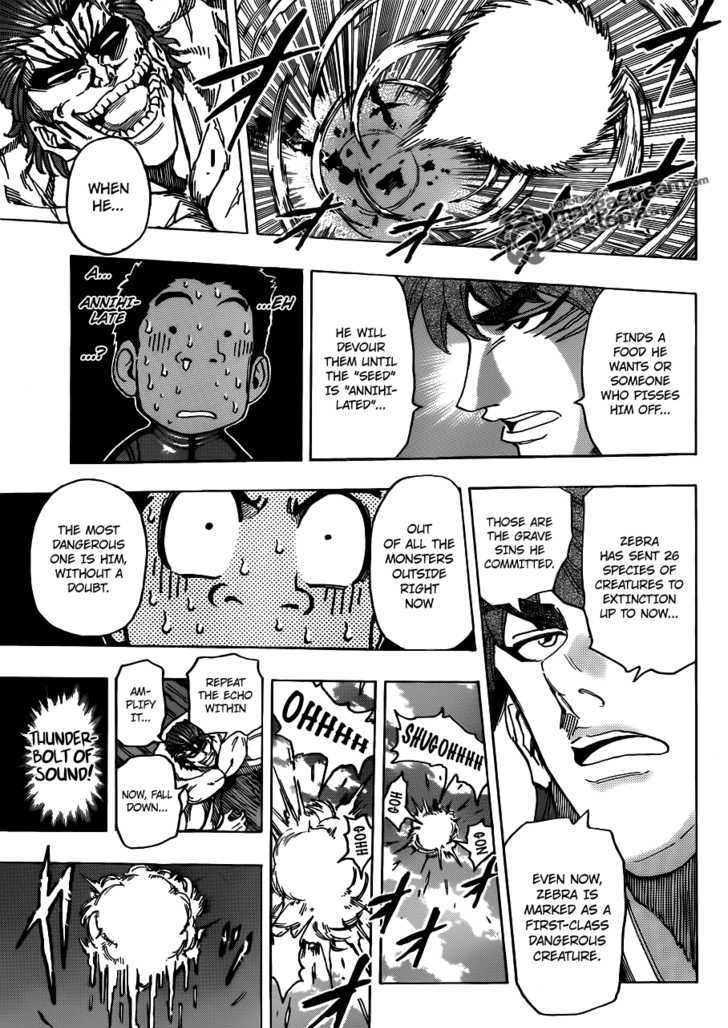 WHEN
HE...
MangaStream.com
FINDS A
FOOD HE
WANTS OR
SOMEONE
WHO PISSES
HIM OFF...
HE WILL
DEVOUR
THEM UNTIL
THE "SEED"
IS "ANNIHI-
LATED"...
...EH
A...
ANNIHI-
LATE
...?
ZEBRA
HAS SENT 26
SPECIES OF
CREATURES TO
EXTINCTION
UP TO NOW...
THOSE ARE
THE GRAVE
SINS HE
COMMITTED.
OUT
OF ALL THE
MONSTERS
OUTSIDE
RIGHT
NOW
THE MOST
DANGEROUS
ONE IS HIM,
WITHOUT A
DOUBT.
EVEN NOW,
ZEBRA IS
MARKED AS A
FIRST-CLASS
DANGEROUS
CREATURE.
SHUGOHHHH
GOH
NON
OHHHH
GOHH
REPEAT
THE ECHO
WITHIN
AM-
PLIFY
IT...
NOW, FALL
DOWN...
THUNDER-
BOLT OF
SOUND!